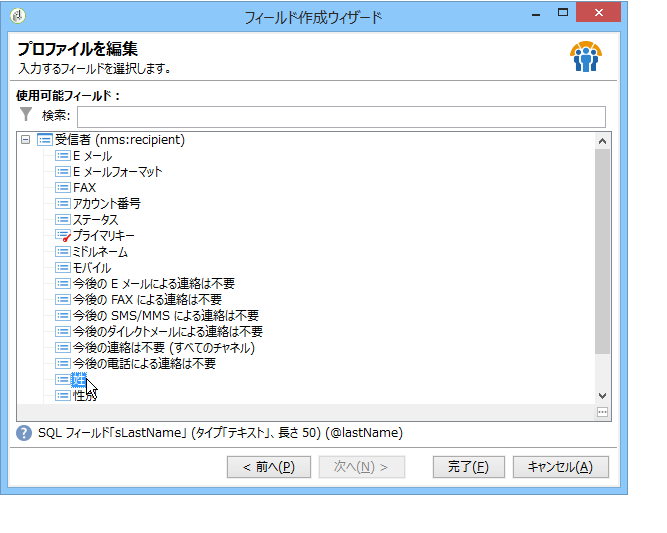 フィールド作成ウィザード
プロファイルを編集
入力するフィールドを選択します。
使用可能フィールド：
検索:
受信者 (nms:recipient)
E メール
E メールフォーマット
FAX
アカウント番号
ステータス
プライマリキー
ミドルネーム
モバイル
今後の E メールによる連絡は不要
今後の FAX による連絡は不要
今後の SMS/MMS による連絡は不要
今後のダイレクトメールによる連絡は不要
今後の連絡は不要 (すべてのチャネル)
今後の電話による連絡は不要
姓
性別
SQL フィールド「sLastName」 (タイプ「テキスト」、長さ 50) (@lastName)
< 前へ(P)
次へ(N) >
完了(F)
キャンセル(A)